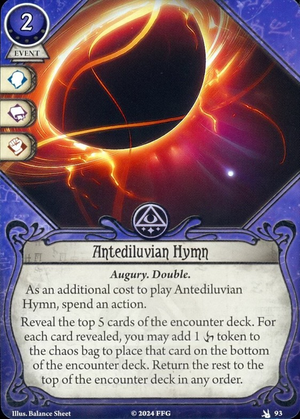 2
EVENT
Antediluvian Hymn
Augury. Double.
As an additional cost to play Antediluvian
Hymn, spend an action.
Reveal the top 5 cards of the encounter deck. For
each card revealed, you may add 1 token to
the chaos bag to place that card on the bottom
of the encounter deck. Return the rest to the
top of the encounter deck in any order.
Illus. Balance Sheet
© 2024 FFG
93